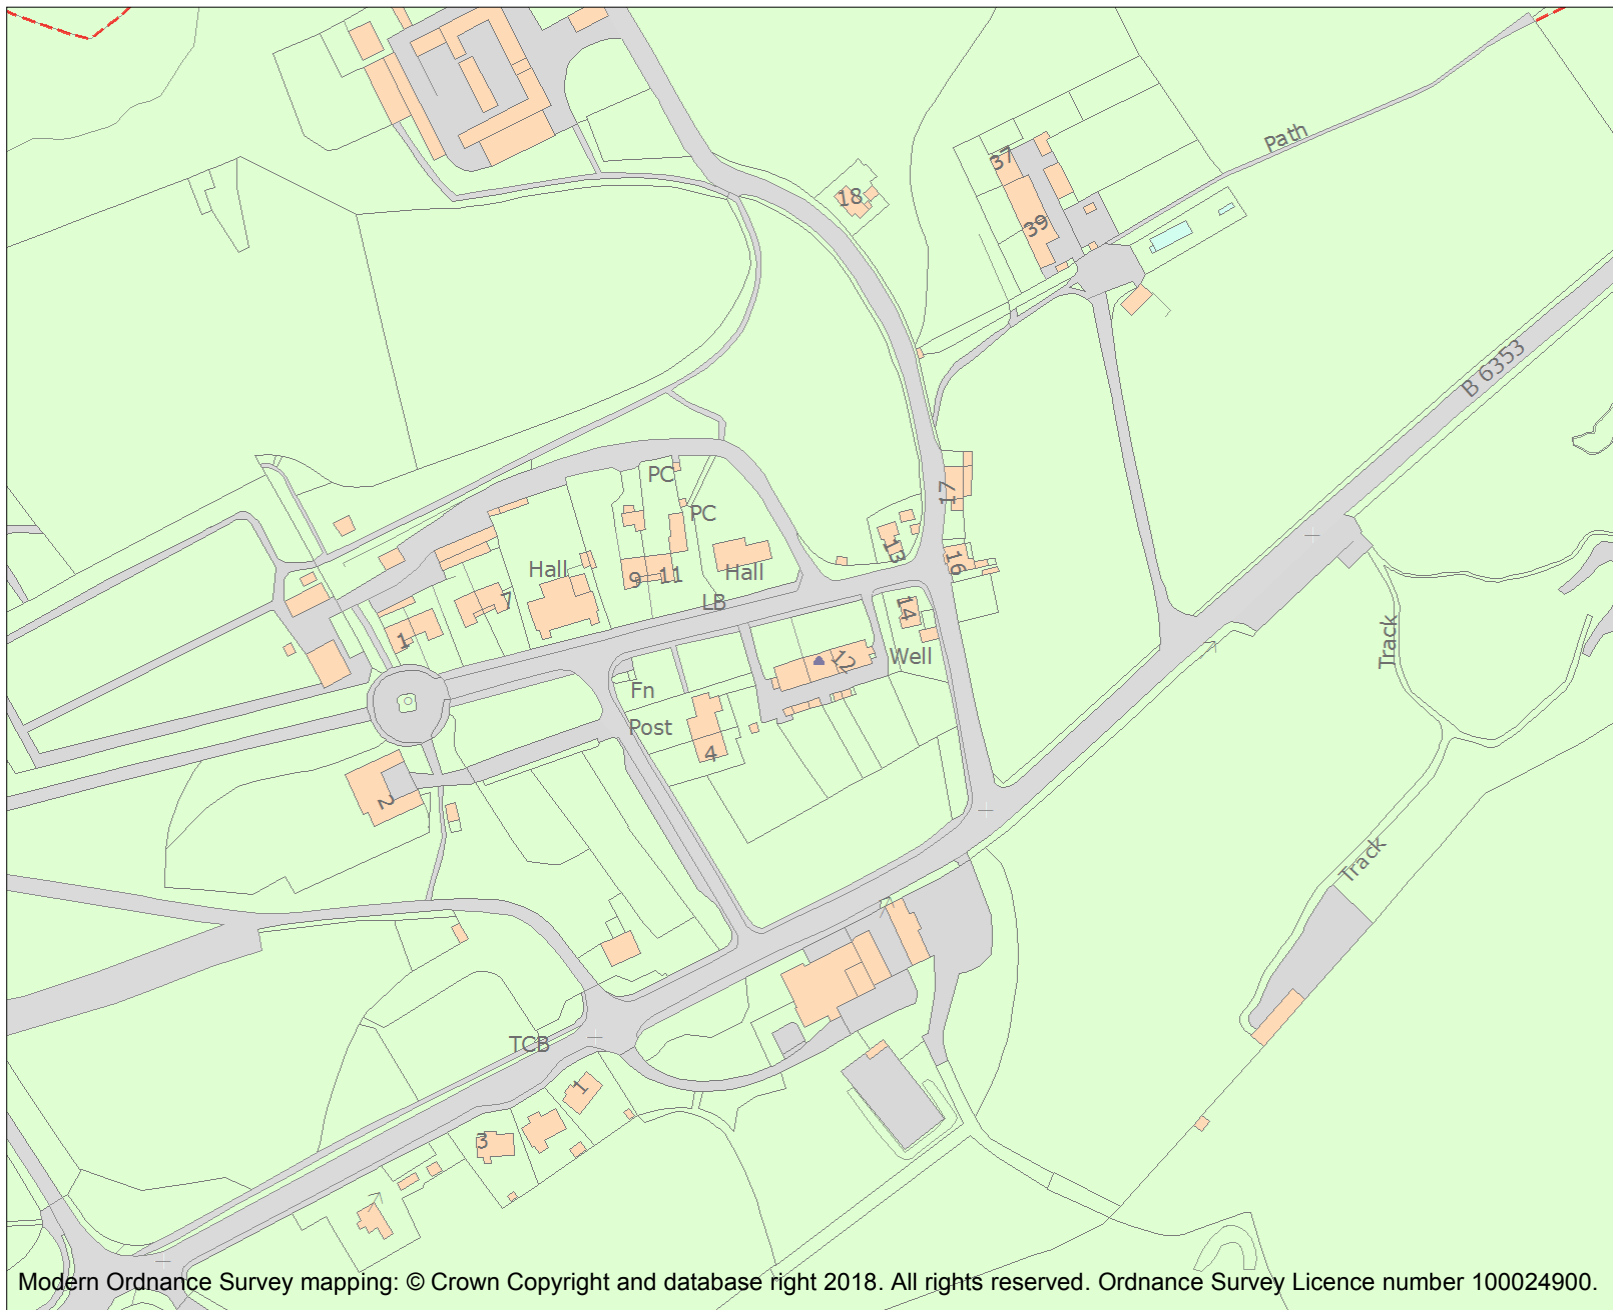 37
Path
18
39
B 6353
PC
17
PC
13
Hall
9
11
Hall
16
7
LB
14
1
12
Well
Track
Fn
Post
4
2
Track
TCB
1
3
Modern Ordnance Survey mapping: © Crown Copyright and database right 2018. All rights reserved. Ordnance Survey Licence number 100024900.